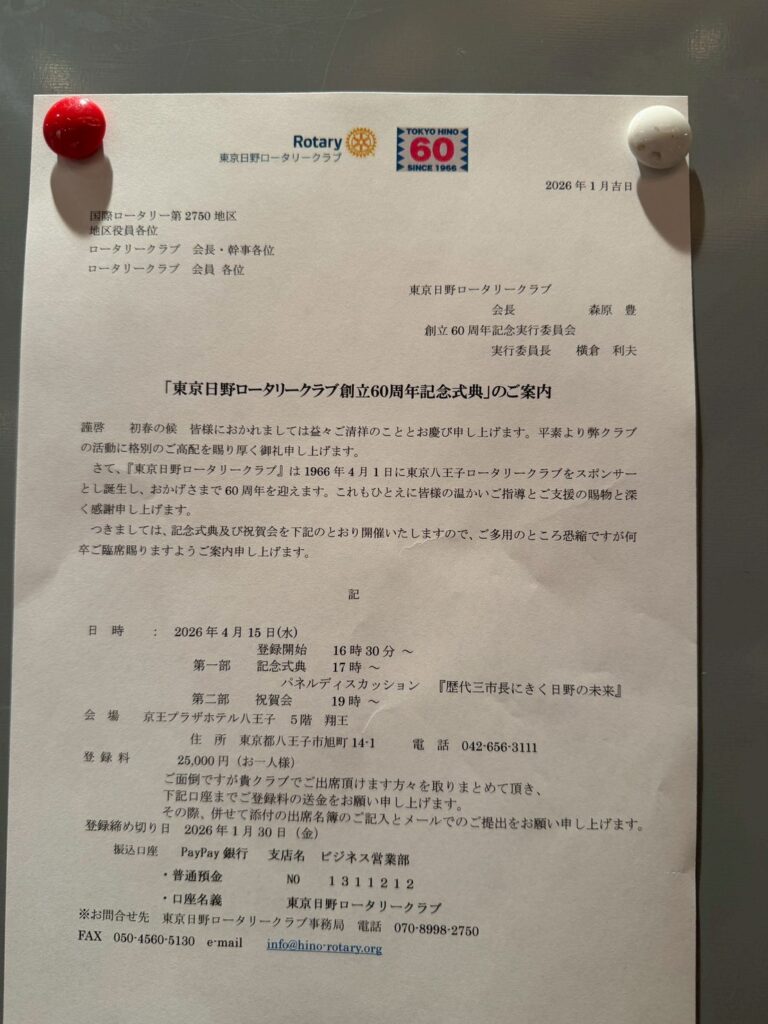 Rotary
東京日野ロータリークラブ
TOKYO HINO
60
SINCE 1966
2026年1月吉日
国際ロータリー第2750地区
地区役員各位
ロータリークラブ 会長・幹事各位
ロータリークラブ 会員 各位
東京日野ロータリークラブ
会長 森原 豊
創立60周年記念実行委員会
実行委員長 横倉 利夫
「東京日野ロータリークラブ創立60周年記念式典」のご案内
謹啓 初春の候 皆様におかれましては益々ご清祥のこととお慶び申し上げます。平素より弊クラブ
の活動に格別のご高配を賜り厚く御礼申し上げます。
さて、『東京日野ロータリークラブ』は1966年4月1日に東京八王子ロータリークラブをスポンサー
とし誕生し、おかげさまで60周年を迎えます。これもひとえに皆様の温かいご指導とご支援の賜物と深
く感謝申し上げます。
つきましては、記念式典及び祝賀会を下記のとおり開催いたしますので、ご多用のところ恐縮ですが何
卒ご臨席賜りますようご案内申し上げます。
記
日 時 : 2026年4月15日(水)
登録開始 16時30分 ～
第一部 記念式典 17時 ～
パネルディスカッション 『歴代三市長にきく日野の未来』
第二部 祝賀会 19時 ～
会 場 京王プラザホテル八王子 5階 翔王
住 所 東京都八王子市旭町14-1 電 話 042-656-3111
登 録 料 25,000円（お一人様）
ご面倒ですが貴クラブでご出席頂けます方々を取りまとめて頂き、
下記口座までご登録料の送金をお願い申し上げます。
その際、併せて添付の出席名簿のご記入とメールでのご提出をお願い申し上げます。
登録締め切り日 2026年1月30日（金）
振込口座 PayPay銀行 支店名 ビジネス営業部
・普通預金 NO 1311212
・口座名義 東京日野ロータリークラブ
※お問合せ先 東京日野ロータリークラブ事務局 電話 070-8998-2750
FAX 050-4560-5130 e-mail info@hino-rotary.org